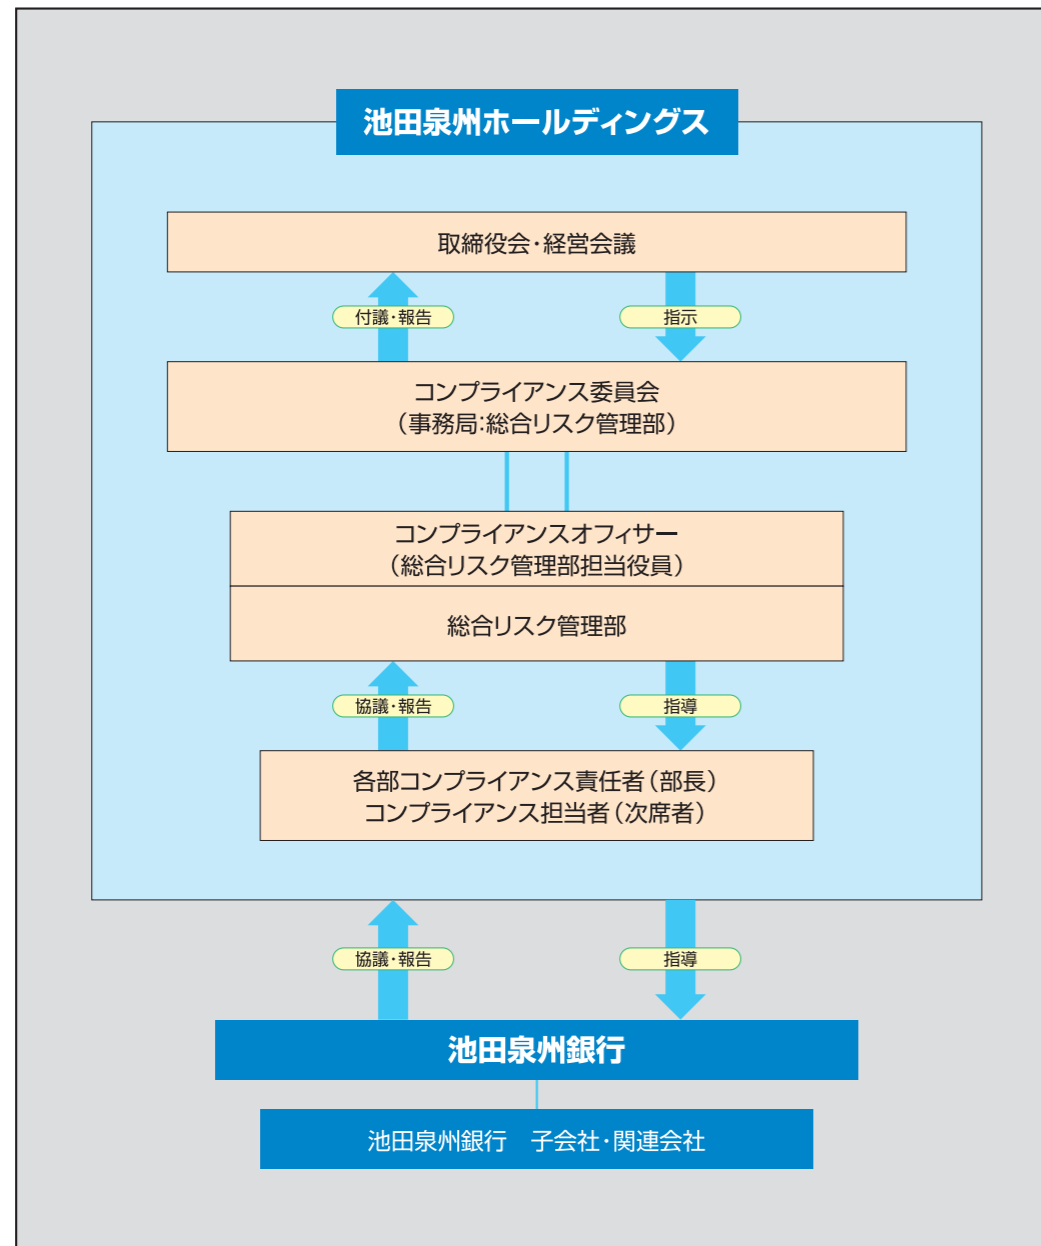 池田泉州ホールディングス
取締役会・経営会議
付議・報告
指示
コンプライアンス委員会
（事務局:総合リスク管理部）
コンプライアンスオフィサー
（総合リスク管理部担当役員）
総合リスク管理部
協議・報告
指導
各部コンプライアンス責任者（部長）
コンプライアンス担当者（次席者）
協議・報告
指導
池田泉州銀行
池田泉州銀行　子会社・関連会社